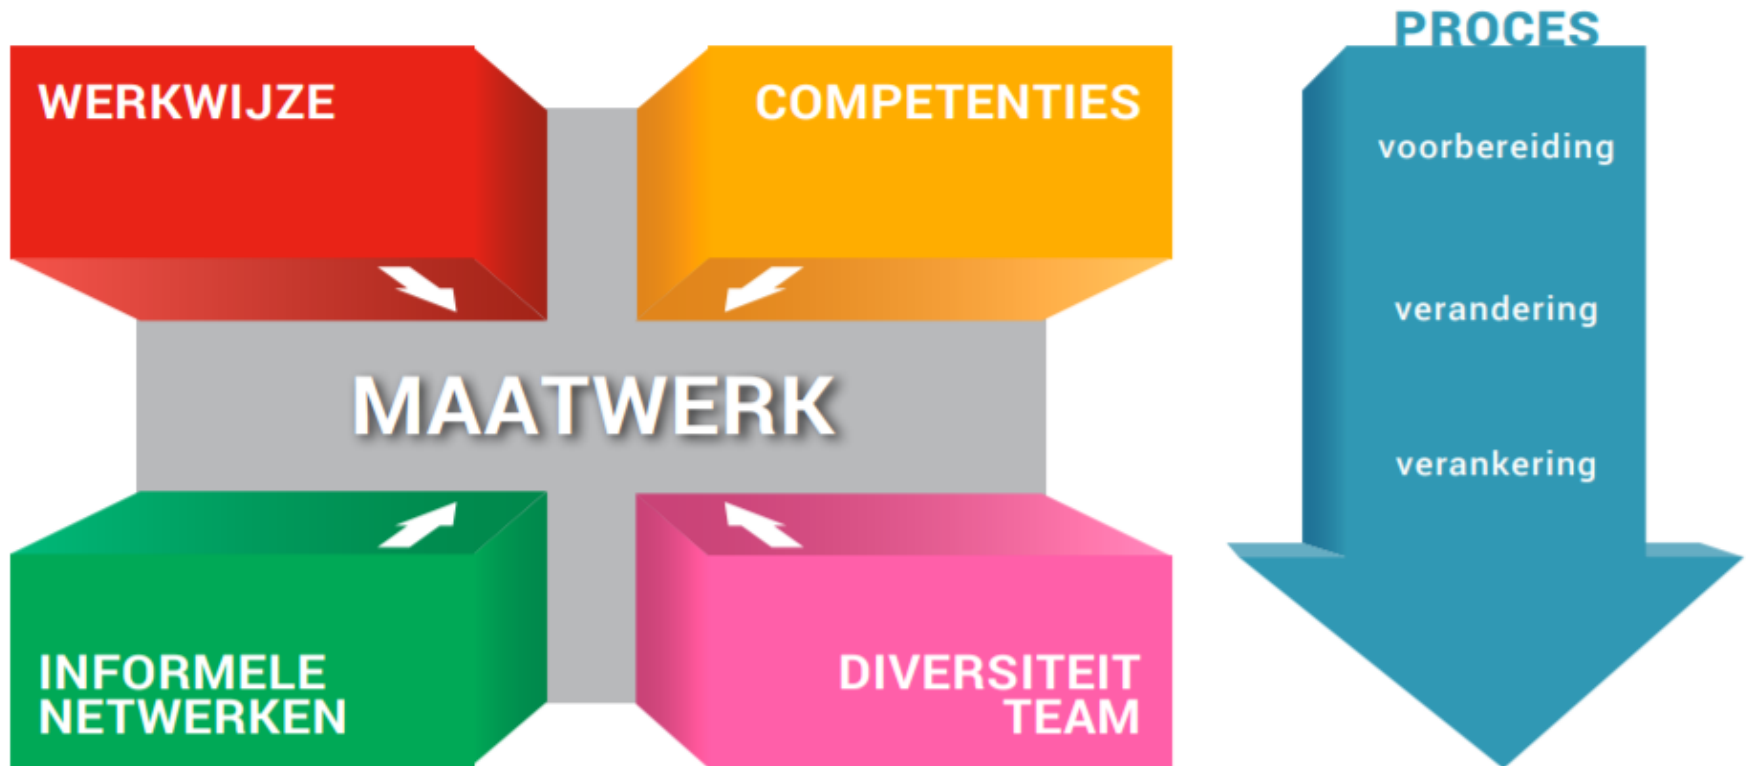 WERKWIJZE
COMPETENTIES
MAATWERK
INFORMELE
NETWERKEN
DIVERSITEIT
TEAM
PROCES
voorbereiding
verandering
verankering